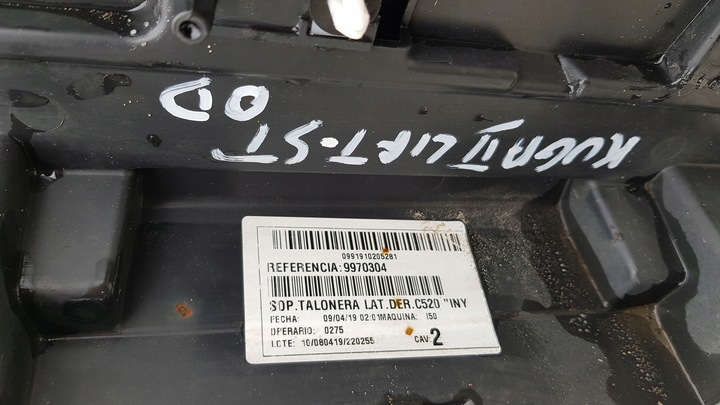 KUGA II LIFT-ST
OD
0991910205281
REFERENCIA:9970304
SOP.TALONERA LAT.DER.C520 "INY
FECHA: 09/04/19 02:01MAQUINA: I50
OPERARIO: 0275
LCTE: 10/080419/220255 CAV: 2